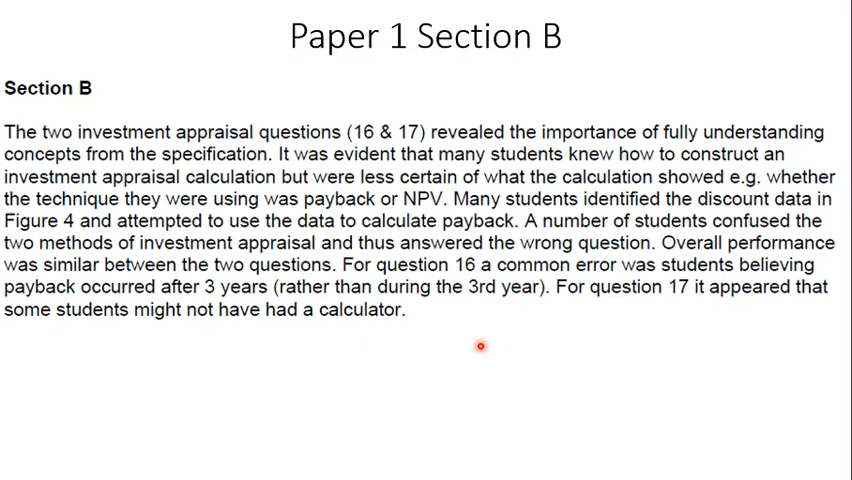 Paper 1 Section B
Section B
The two investment appraisal questions (16 & 17) revealed the importance of fully understanding
concepts from the specification. It was evident that many students knew how to construct an
investment appraisal calculation but were less certain of what the calculation showed e.g. whether
the technique they were using was payback or NPV. Many students identified the discount data in
Figure 4 and attempted to use the data to calculate payback. A number of students confused the
two methods of investment appraisal and thus answered the wrong question. Overall performance
was similar between the two questions. For question 16 a common error was students believing
payback occurred after 3 years (rather than during the 3rd year). For question 17 it appeared that
some students might not have had a calculator.